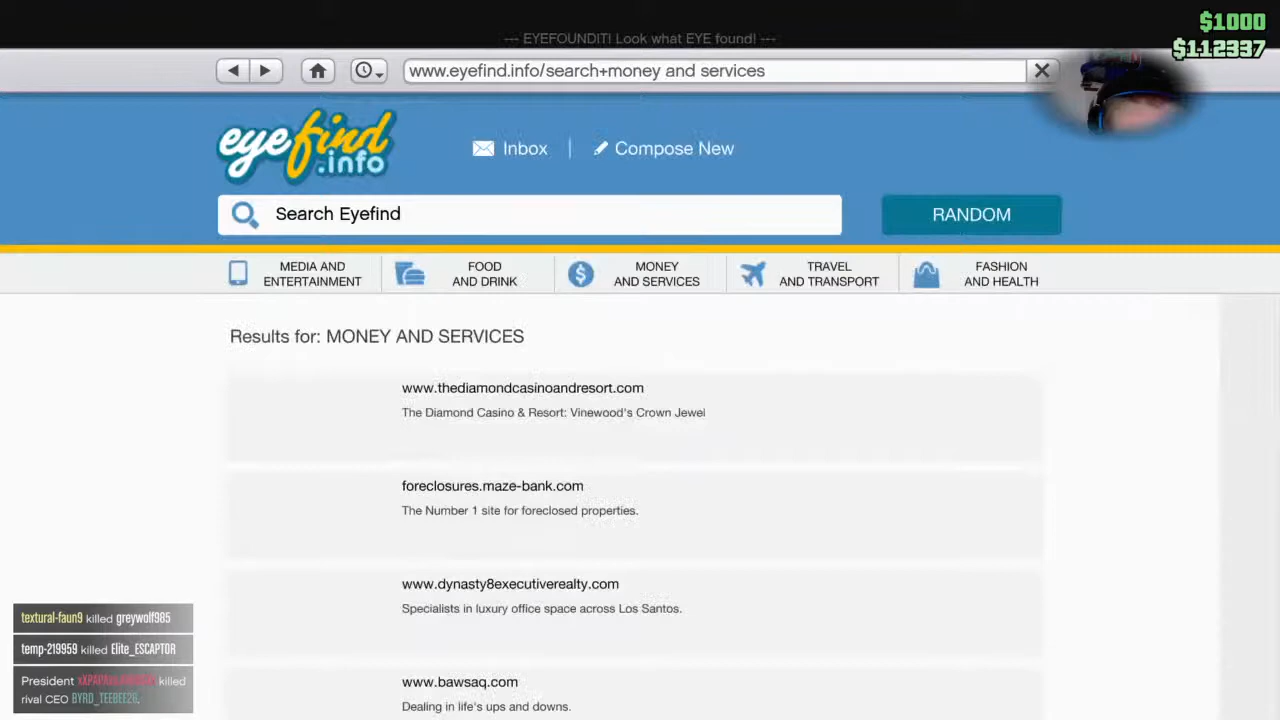 $1000
--- EYEFOUNDIT! Look what EYE found! ---
$112337
www.eyefind.info/search+money and services
eyefind
.info
Inbox
Compose New
Search Eyefind
RANDOM
MEDIA AND
ENTERTAINMENT
FOOD
AND DRINK
MONEY
AND SERVICES
TRAVEL
AND TRANSPORT
FASHION
AND HEALTH
Results for: MONEY AND SERVICES
www.thediamondcasinoandresort.com
The Diamond Casino & Resort: Vinewood's Crown Jewel
foreclosures.maze-bank.com
The Number 1 site for foreclosed properties.
www.dynasty8executiverealty.com
Specialists in luxury office space across Los Santos.
www.bawsaq.com
Dealing in life's ups and downs.
textural-faun9 killed greywolf985
temp-219959 killed Elite_ESCAPTOR
President killed
rival CEO BYRD_TEEBEE26.